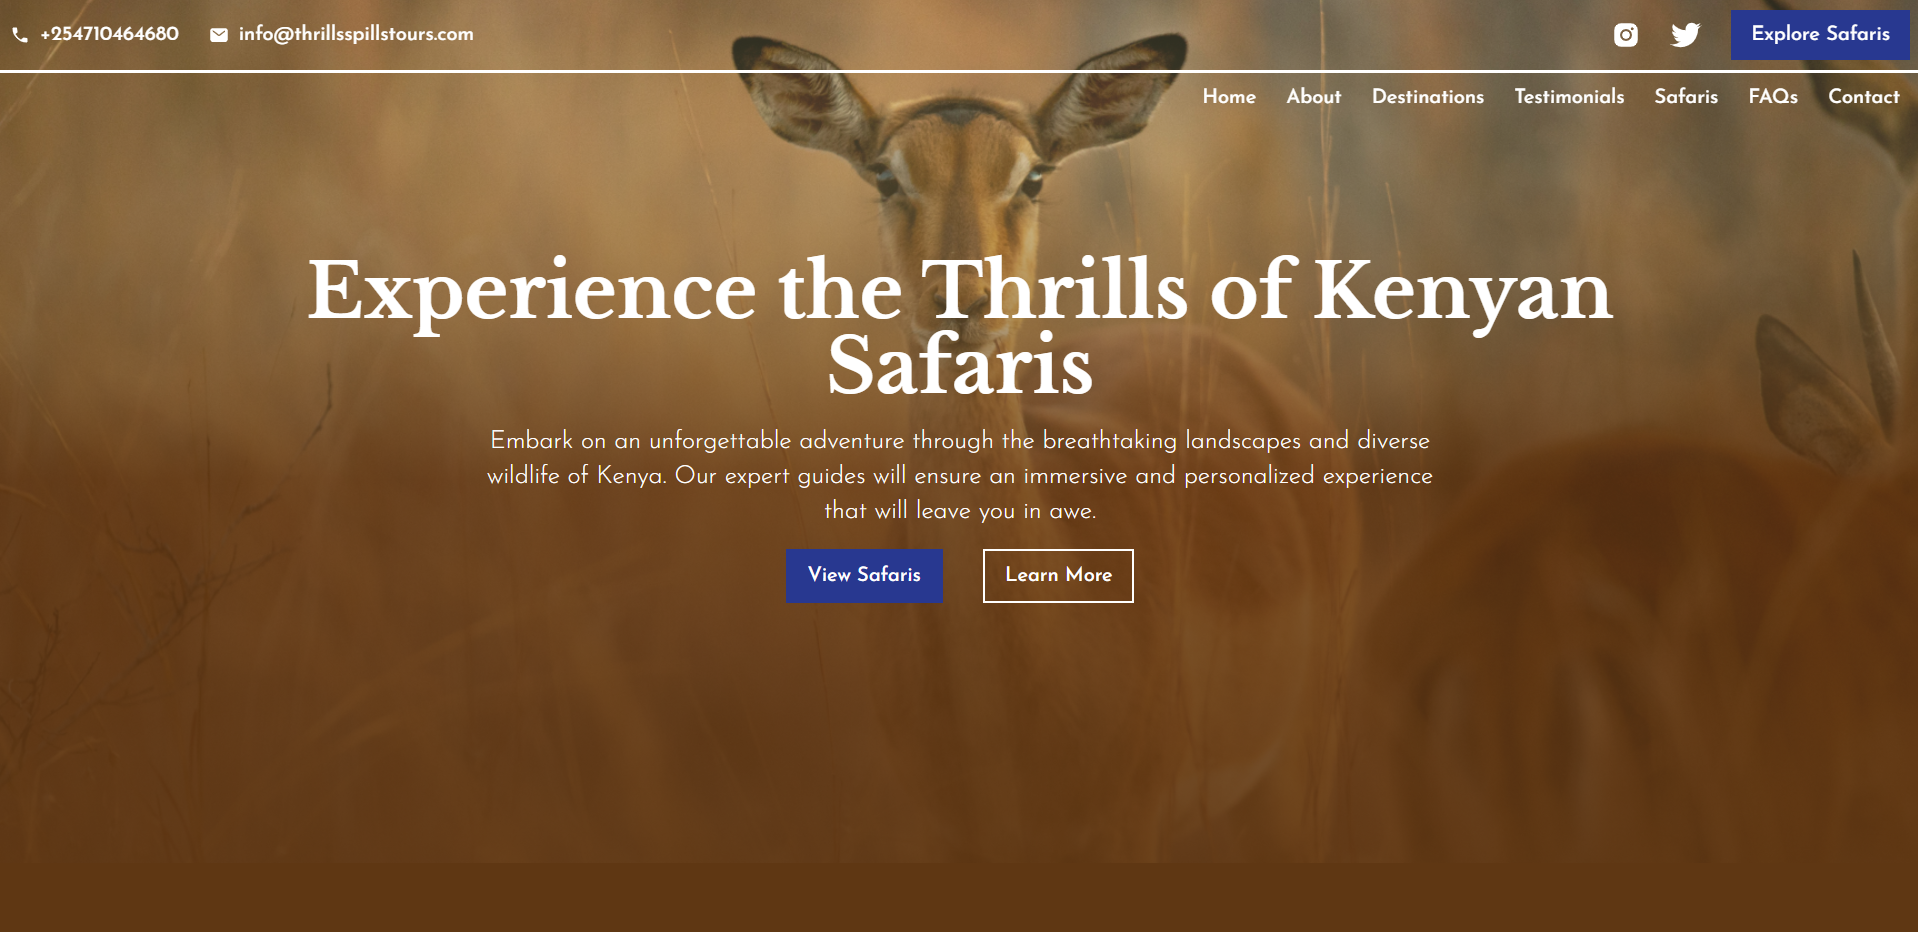 +254710464680 info@thrillsspillstours.com Explore Safaris
Home About Destinations Testimonials Safaris FAQs Contact
Experience the Thrills of Kenyan
Safaris
Embark on an unforgettable adventure through the breathtaking landscapes and diverse
wildlife of Kenya. Our expert guides will ensure an immersive and personalized experience
that will leave you in awe.
View Safaris Learn More